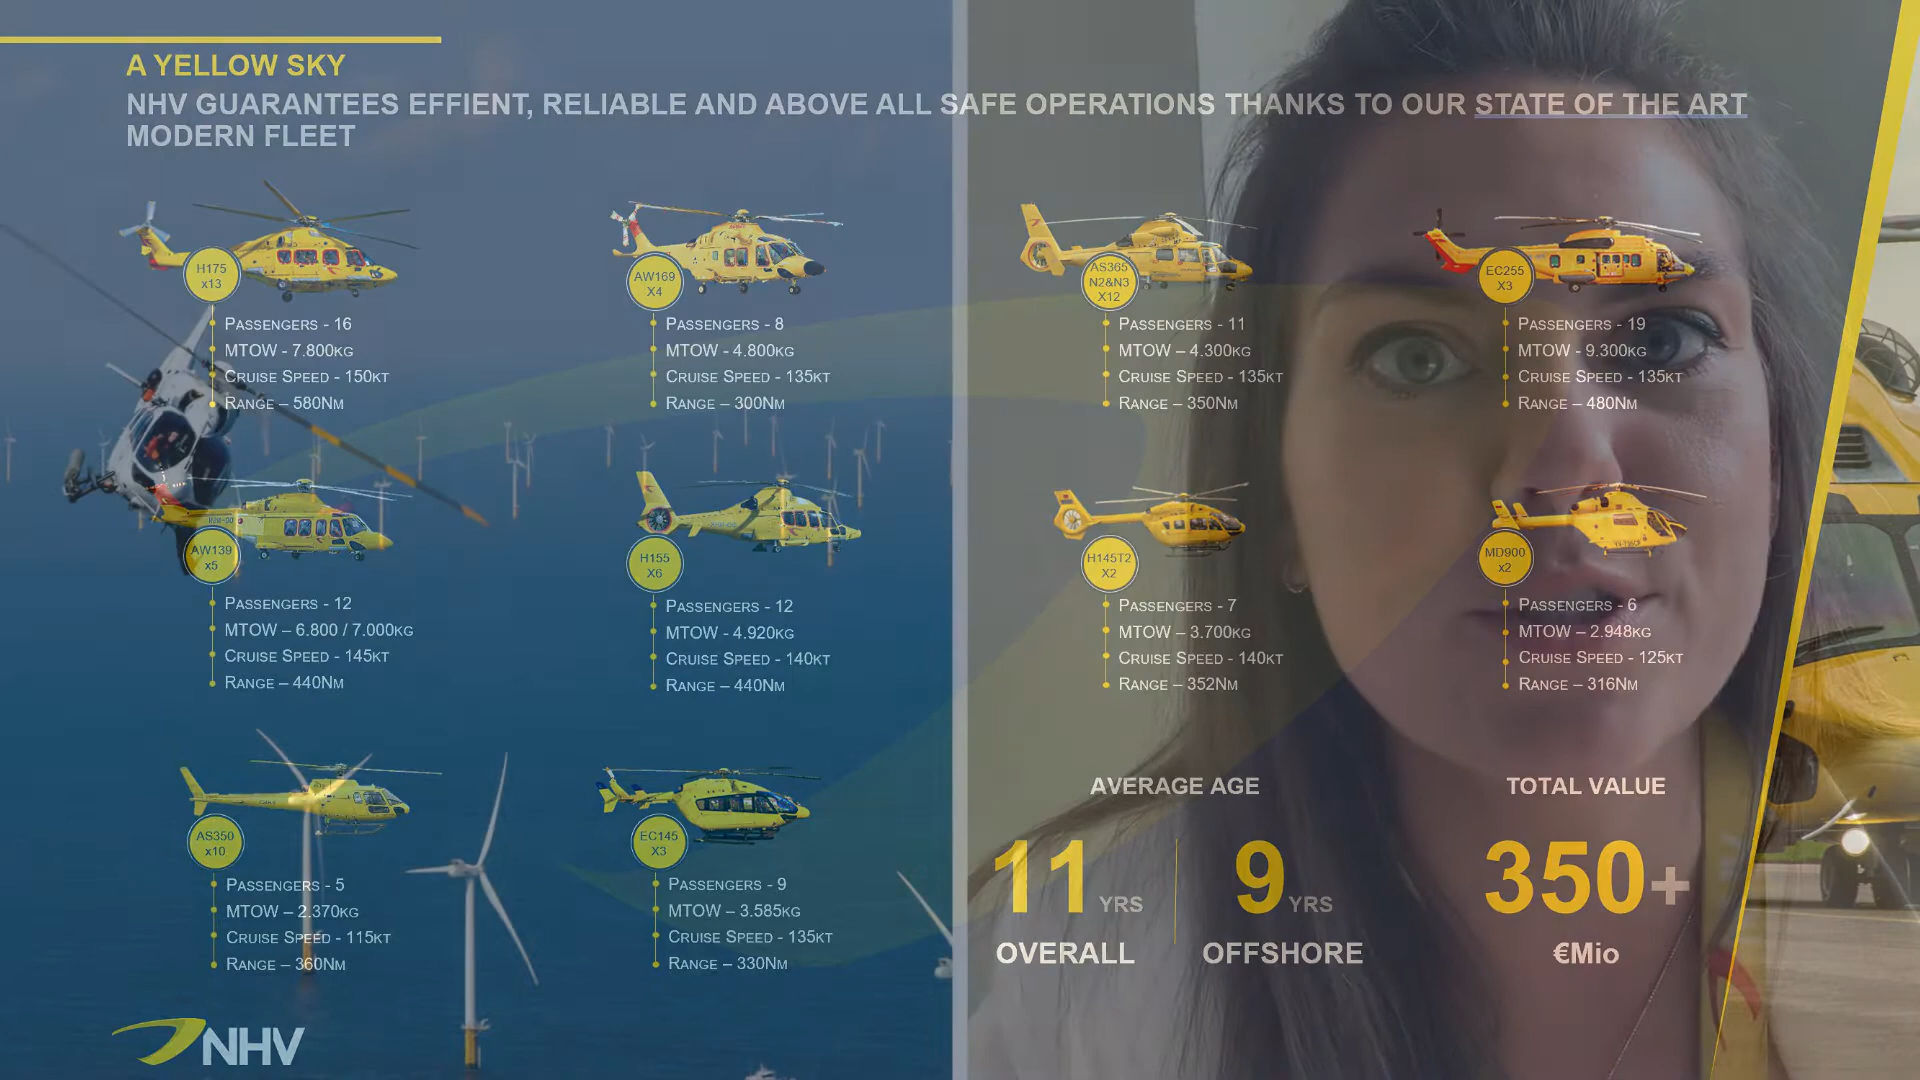 A YELLOW SKY
NHV GUARANTEES EFFIENT, RELIABLE AND ABOVE ALL SAFE OPERATIONS THANKS TO OUR STATE OF THE ART
MODERN FLEET
H175
x13
PASSENGERS - 16
MTOW - 7.800KG
CRUISE SPEED - 150KT
RANGE – 580NM
AW169
X4
PASSENGERS - 8
MTOW - 4.800KG
CRUISE SPEED - 135KT
RANGE – 300NM
AS365
N2&N3
X12
PASSENGERS - 11
MTOW – 4.300KG
CRUISE SPEED - 135KT
RANGE – 350NM
EC255
X3
PASSENGERS - 19
MTOW - 9.300KG
CRUISE SPEED - 135KT
RANGE – 480NM
AW139
x5
PASSENGERS - 12
MTOW – 6.800 / 7.000KG
CRUISE SPEED - 145KT
RANGE – 440NM
H155
X6
PASSENGERS - 12
MTOW - 4.920KG
CRUISE SPEED - 140KT
RANGE – 440NM
H145T2
X2
PASSENGERS - 7
MTOW – 3.700KG
CRUISE SPEED - 140KT
RANGE – 352NM
MD900
x2
PASSENGERS - 6
MTOW – 2.948KG
CRUISE SPEED - 125KT
RANGE – 316NM
AS350
x10
PASSENGERS - 5
MTOW – 2.370KG
CRUISE SPEED - 115KT
RANGE – 360NM
EC145
X3
PASSENGERS - 9
MTOW – 3.585KG
CRUISE SPEED - 135KT
RANGE – 330NM
AVERAGE AGE
11 YRS
OVERALL
9 YRS
OFFSHORE
TOTAL VALUE
350+
€Mio
NHV